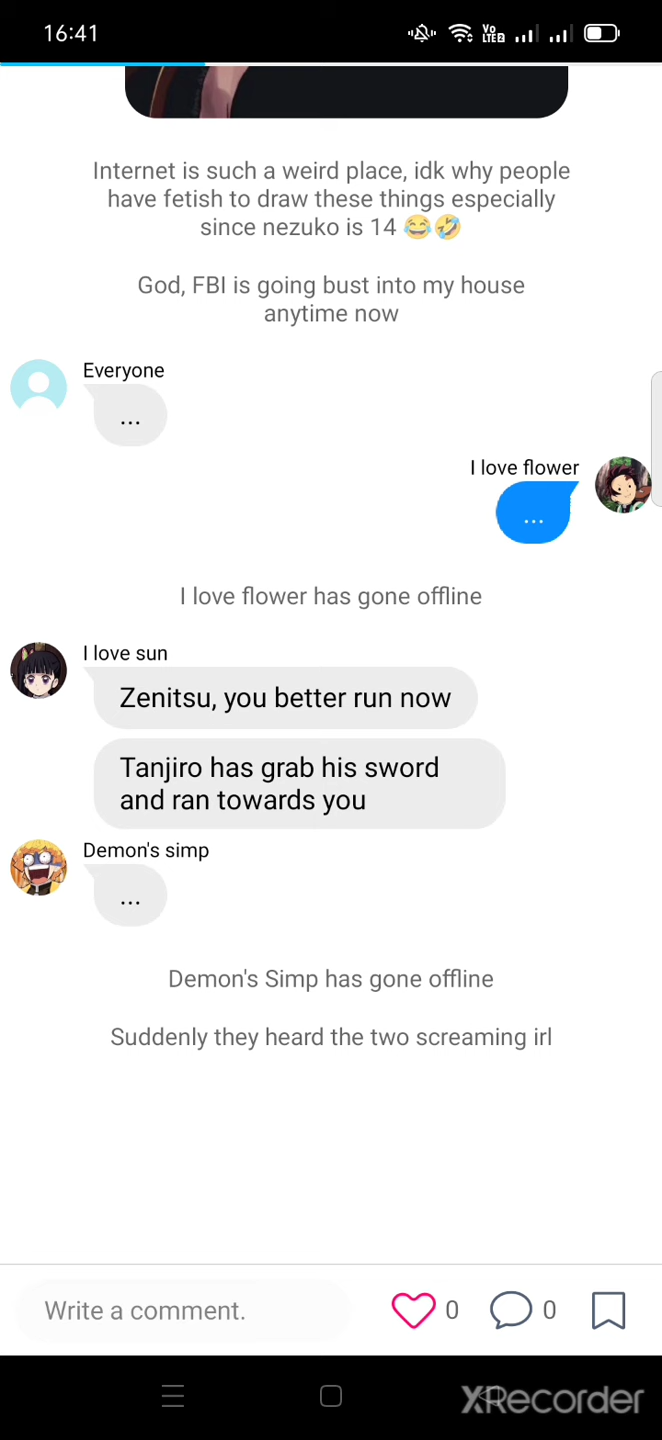 16:41
Vo
LTE2
Internet is such a weird place, idk why people
have fetish to draw these things especially
since nezuko is 14 😂🤣
God, FBI is going bust into my house
anytime now
Everyone
...
I love flower
...
I love flower has gone offline
I love sun
Zenitsu, you better run now
Tanjiro has grab his sword
and ran towards you
Demon's simp
...
Demon's Simp has gone offline
Suddenly they heard the two screaming irl
Write a comment.
0
0
XRecorder